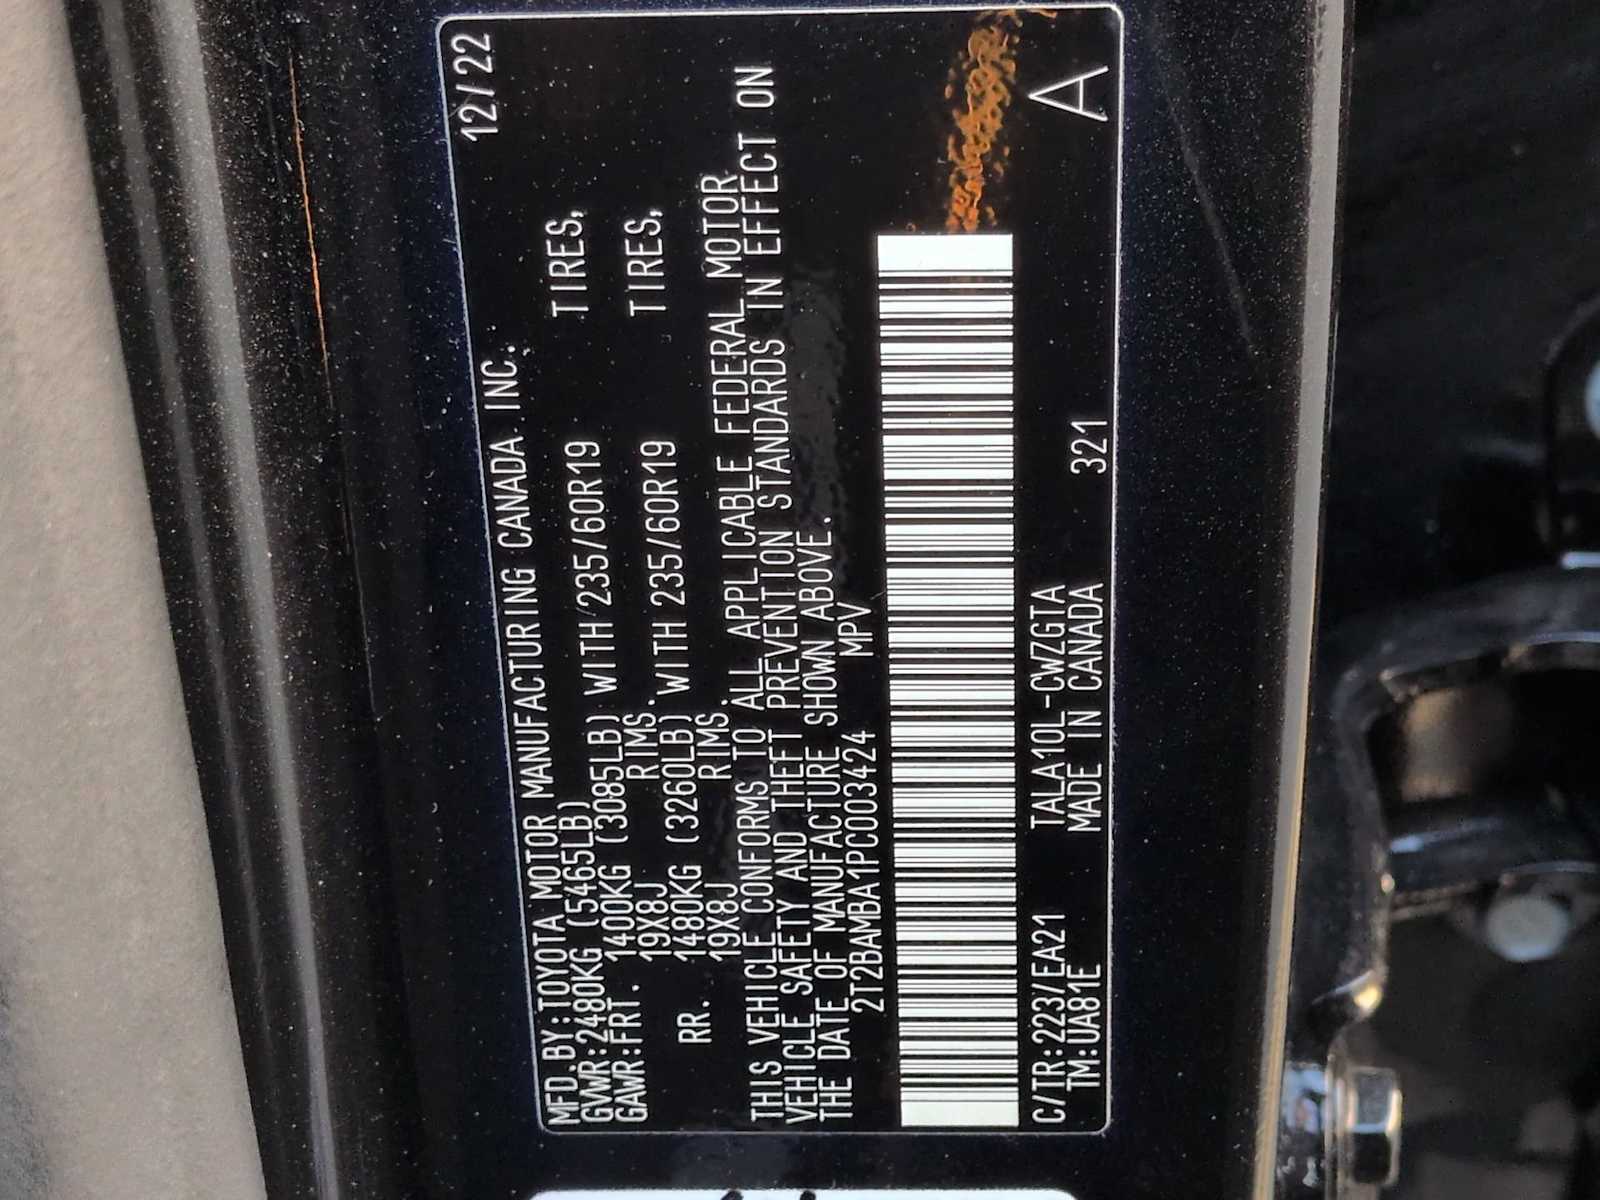 MFD.BY:TOYOTA MOTOR MANUFACTURING CANADA INC. 12/22
GVWR:2480KG (5465LB)
GAWR:FRT. 1400KG (3085LB) WITH 235/60R19 TIRES,
19X8J RIMS.
RR. 1480KG (3260LB) WITH 235/60R19 TIRES,
19X8J RIMS.
THIS VEHICLE CONFORMS TO ALL APPLICABLE FEDERAL MOTOR
VEHICLE SAFETY AND THEFT PREVENTION STANDARDS IN EFFECT ON
THE DATE OF MANUFACTURE SHOWN ABOVE.
2T2BAMBA1PC003424 MPV
C/TR:223/EA21 TALA10L-CWZGTA A
TM:UA81E MADE IN CANADA 321